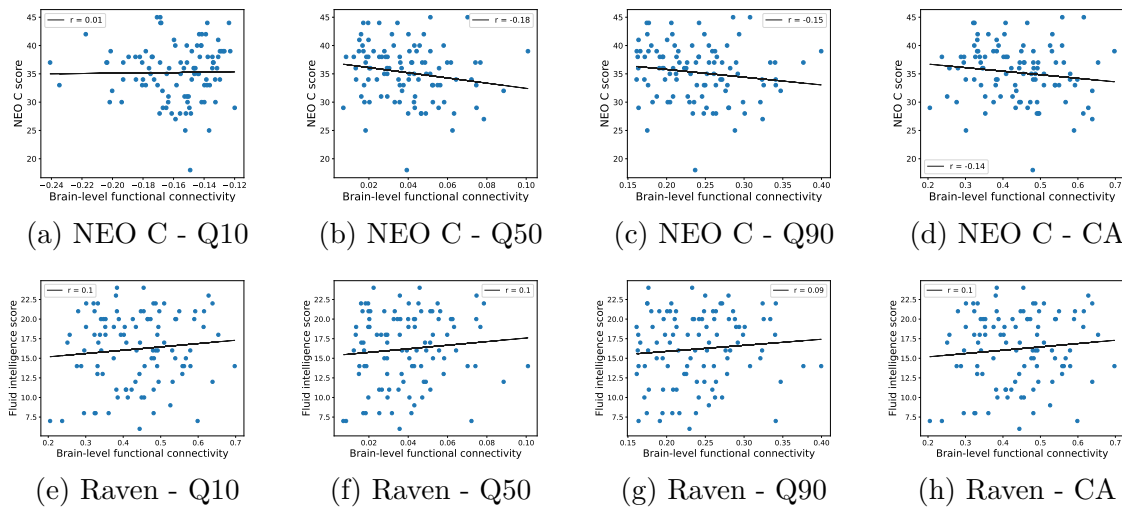 r = 0.01
NEO C score
45
40
35
30
25
20
−0.24 −0.22 −0.20 −0.18 −0.16 −0.14 −0.12
Brain-level functional connectivity
(a) NEO C - Q10
r = -0.18
NEO C score
45
40
35
30
25
20
0.02 0.04 0.06 0.08 0.10
Brain-level functional connectivity
(b) NEO C - Q50
r = -0.15
NEO C score
45
40
35
30
25
20
0.15 0.20 0.25 0.30 0.35 0.40
Brain-level functional connectivity
(c) NEO C - Q90
NEO C score
45
40
35
30
25
20
r = -0.14
0.2 0.3 0.4 0.5 0.6 0.7
Brain-level functional connectivity
(d) NEO C - CA
r = 0.1
Fluid intelligence score
22.5
20.0
17.5
15.0
12.5
10.0
7.5
0.2 0.3 0.4 0.5 0.6 0.7
Brain-level functional connectivity
(e) Raven - Q10
r = 0.1
Fluid intelligence score
22.5
20.0
17.5
15.0
12.5
10.0
7.5
0.02 0.04 0.06 0.08 0.10
Brain-level functional connectivity
(f) Raven - Q50
r = 0.09
Fluid intelligence score
22.5
20.0
17.5
15.0
12.5
10.0
7.5
0.15 0.20 0.25 0.30 0.35 0.40
Brain-level functional connectivity
(g) Raven - Q90
r = 0.1
Fluid intelligence score
22.5
20.0
17.5
15.0
12.5
10.0
7.5
0.2 0.3 0.4 0.5 0.6 0.7
Brain-level functional connectivity
(h) Raven - CA